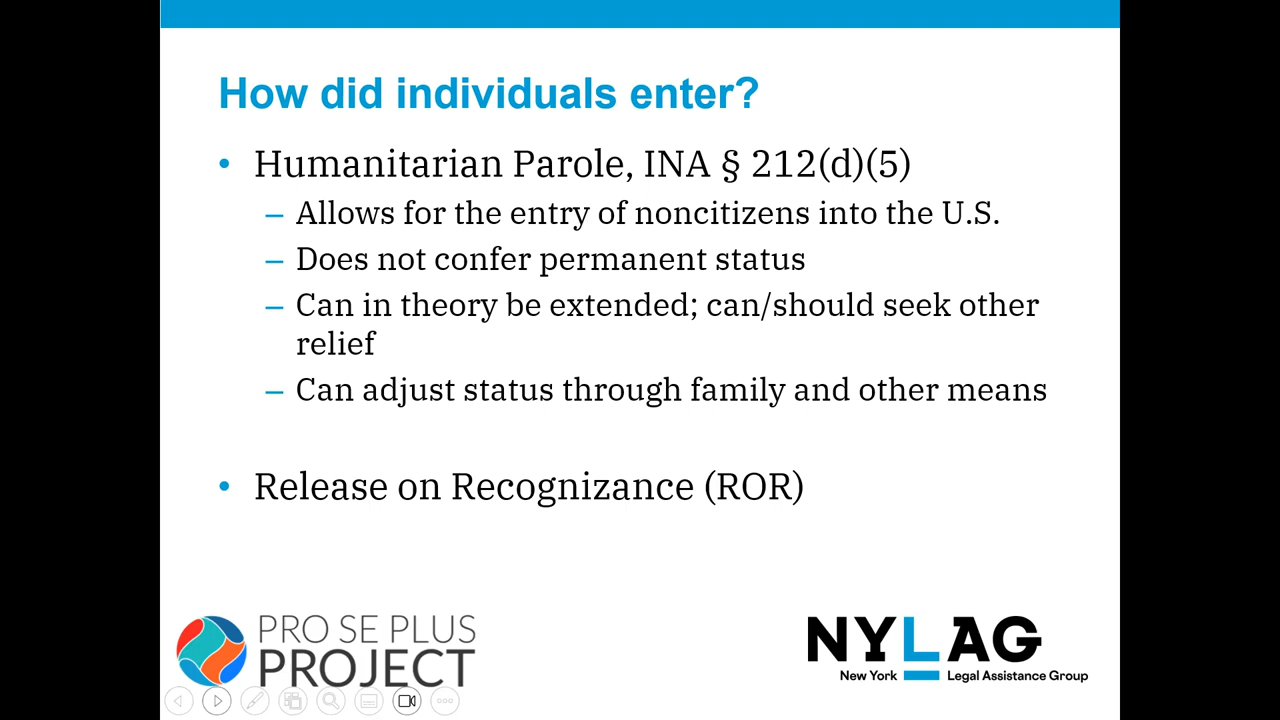 How did individuals enter?
• Humanitarian Parole, INA § 212(d)(5)
– Allows for the entry of noncitizens into the U.S.
– Does not confer permanent status
– Can in theory be extended; can/should seek other
relief
– Can adjust status through family and other means
• Release on Recognizance (ROR)
PRO SE PLUS
PROJECT
NYLAG
New York Legal Assistance Group